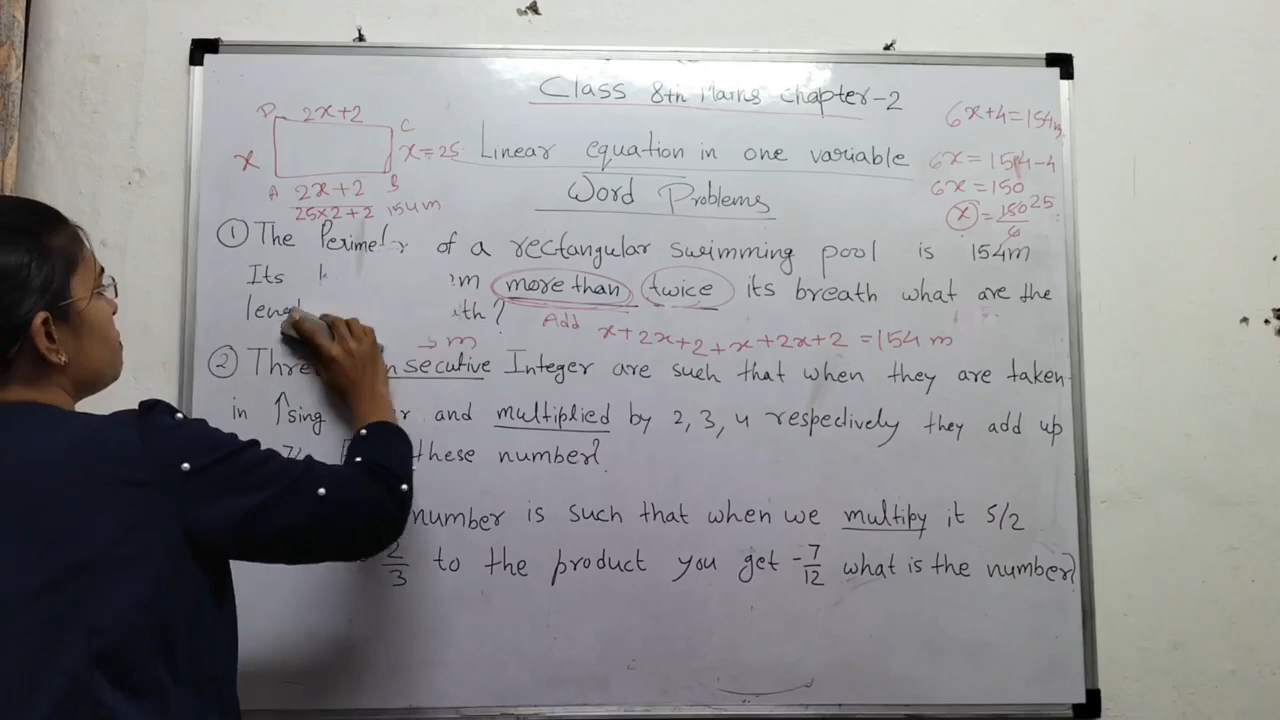 Class 8th Maths Chapter-2
Linear equation in one variable
Word Problems
D 2x+2 C
x x=25
A 2x+2 B
25x2+2 154m
6x+4=154m
6x=154-4
6x=150
x=150 25
6
① The Perimet of a rectangular swimming pool is 154m
Its m more than twice its breath what are the
leng th?
Add x+2x+2+x+2x+2=154 m
→ m
② Three nsecutive Integer are such that when they are taken
in ↑sing and multiplied by 2, 3, 4 respectively they add up
these number?
number is such that when we multipy it 5/2
2/3 to the product you get -7/12 what is the number?